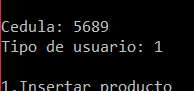 Cedula: 5689
Tipo de usuario: 1
1.Insertar producto